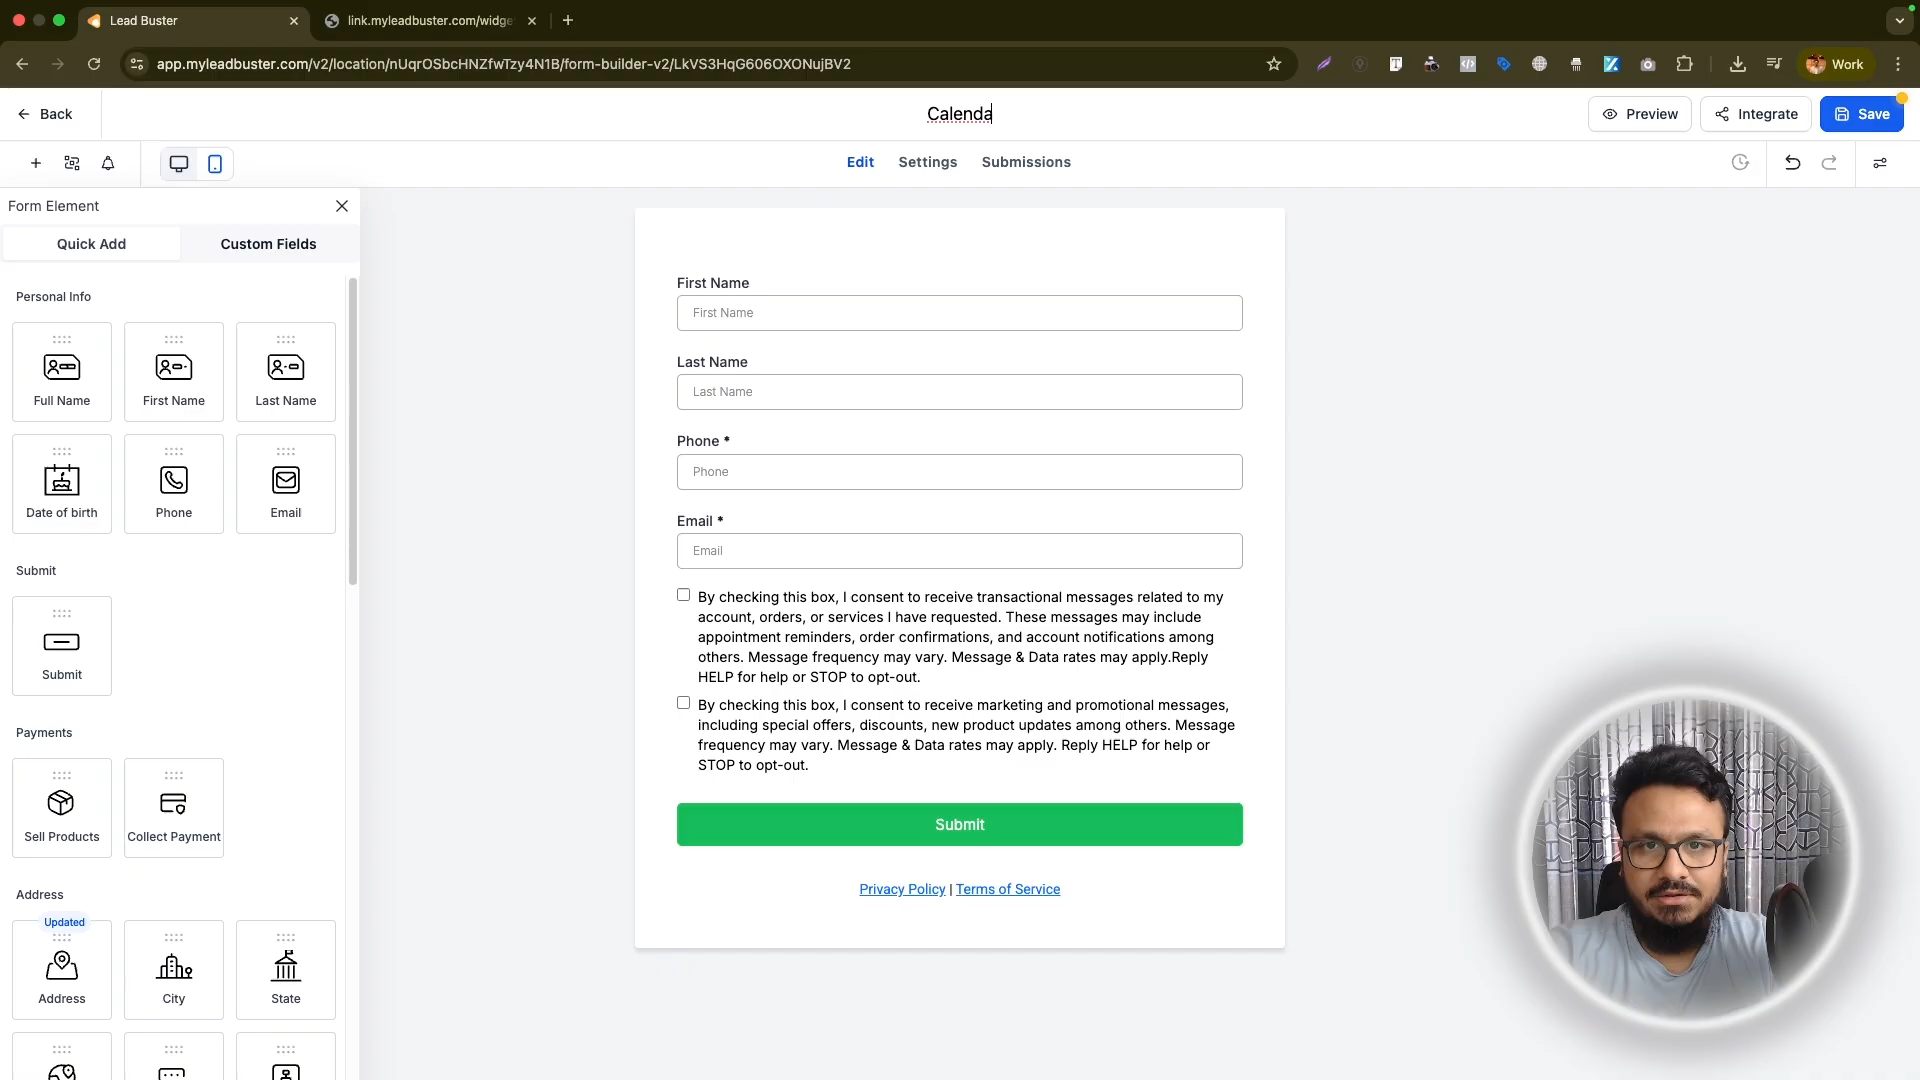 Lead Buster
link.myleadbuster.com/widge
app.myleadbuster.com/v2/location/nUqrOSbcHNZfwTzy4N1B/form-builder-v2/LkVS3HqG606OXONujBV2
Work
Back
Calenda
Preview
Integrate
Save
Edit
Settings
Submissions
Form Element
Quick Add
Custom Fields
Personal Info
Full Name
First Name
Last Name
Date of birth
Phone
Email
Submit
Submit
Payments
Sell Products
Collect Payment
Address
Updated
Address
City
State
First Name
First Name
Last Name
Last Name
Phone *
Phone
Email *
Email
By checking this box, I consent to receive transactional messages related to my
account, orders, or services I have requested. These messages may include
appointment reminders, order confirmations, and account notifications among
others. Message frequency may vary. Message & Data rates may apply.Reply
HELP for help or STOP to opt-out.
By checking this box, I consent to receive marketing and promotional messages,
including special offers, discounts, new product updates among others. Message
frequency may vary. Message & Data rates may apply. Reply HELP for help or
STOP to opt-out.
Submit
Privacy Policy | Terms of Service